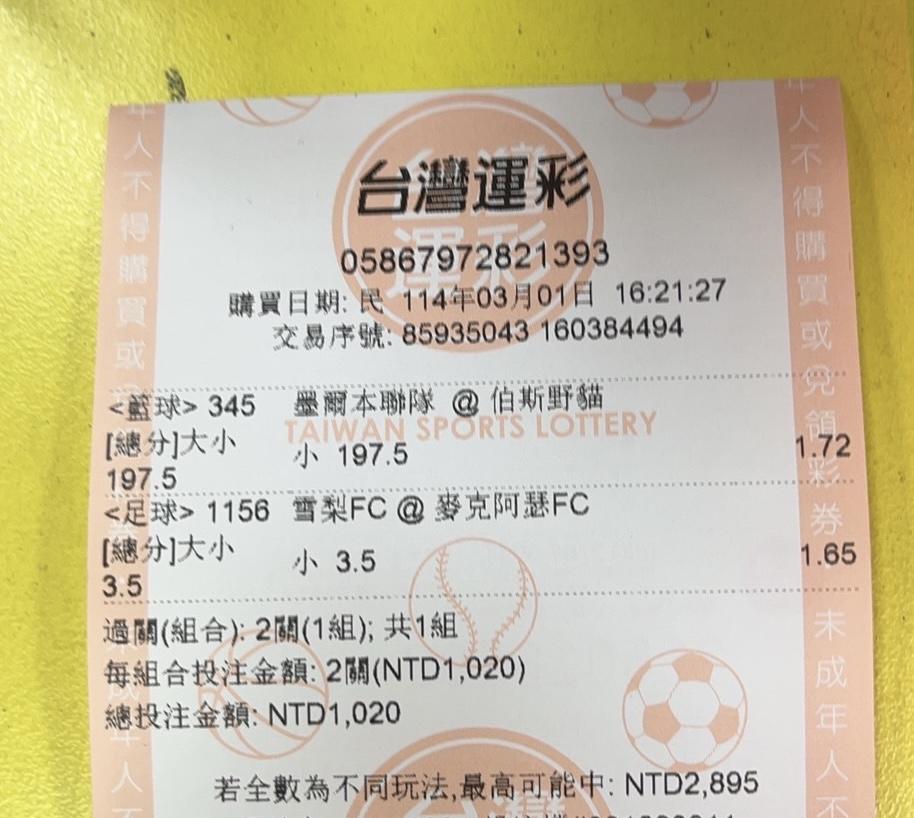 台灣運彩
05867972821393
購買日期: 民 114年03月01日 16:21:27
交易序號: 85935043 160384494
<籃球> 345 墨爾本聯隊 @ 伯斯野貓
TAIWAN SPORTS LOTTERY
[總分]大小 小 197.5 1.72
197.5
<足球> 1156 雪梨FC @ 麥克阿瑟FC
[總分]大小 小 3.5 1.65
3.5
過關(組合): 2關(1組); 共1組
每組合投注金額: 2關(NTD1,020)
總投注金額: NTD1,020
若全數為不同玩法,最高可能中: NTD2,895
年人不得購買或
年人不得購買或兌領彩券
未成年人不